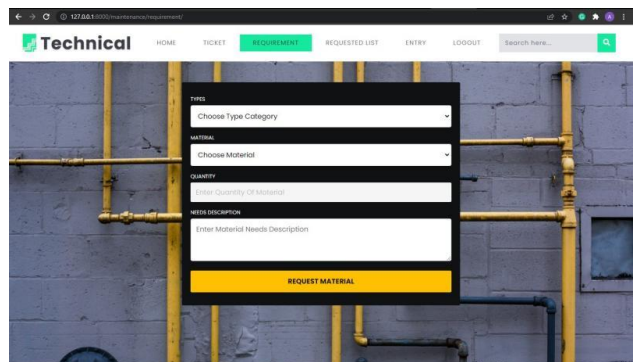 127.0.0.1:8000/maintenance/requirement/
Technical
HOME
TICKET
REQUIREMENT
REQUESTED LIST
ENTRY
LOGOUT
Search here...
TYPES
Choose Type Category
MATERIAL
Choose Material
QUANTITY
Enter Quantity Of Material
NEEDS DESCRIPTION
Enter Material Needs Description
REQUEST MATERIAL